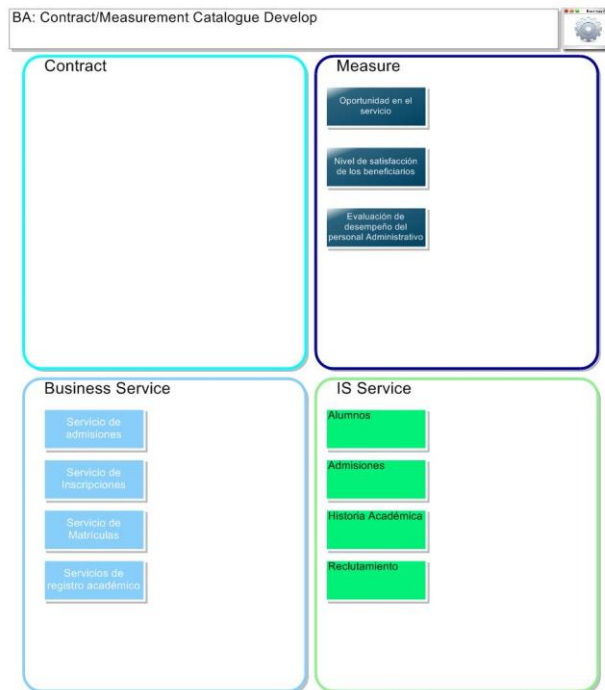 BA: Contract/Measurement Catalogue Develop
Contract
Measure
Oportunidad en el
servicio
Nivel de satisfacción
de los beneficiarios
Evaluación de
desempeño del
personal Administrativo
Business Service
Servicio de
admisiones
Servicio de
Inscripciones
Servicio de
Matrículas
Servicios de
registro académico
IS Service
Alumnos
Admisiones
Historia Académica
Reclutamiento